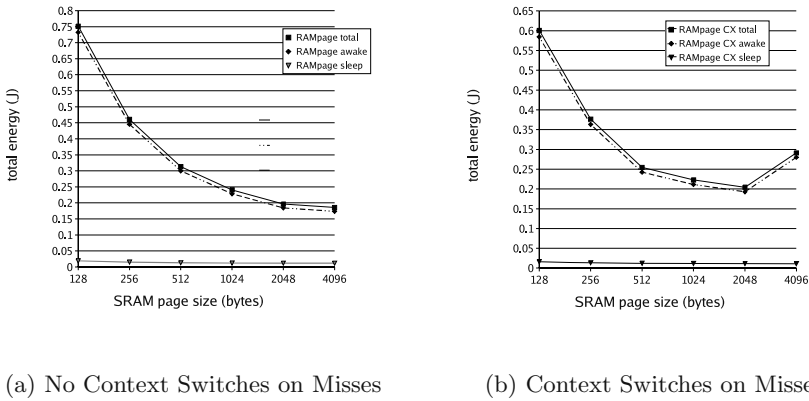 0.8
0.75
0.7
0.65
0.6
0.55
0.5
0.45
0.4
0.35
0.3
0.25
0.2
0.15
0.1
0.05
0
total energy (J)
RAMpage total
RAMpage awake
RAMpage sleep
128 256 512 1024 2048 4096
SRAM page size (bytes)
(a) No Context Switches on Misses
0.65
0.6
0.55
0.5
0.45
0.4
0.35
0.3
0.25
0.2
0.15
0.1
0.05
0
total energy (J)
RAMpage CX total
RAMpage CX awake
RAMpage CX sleep
128 256 512 1024 2048 4096
SRAM page size (bytes)
(b) Context Switches on Misse